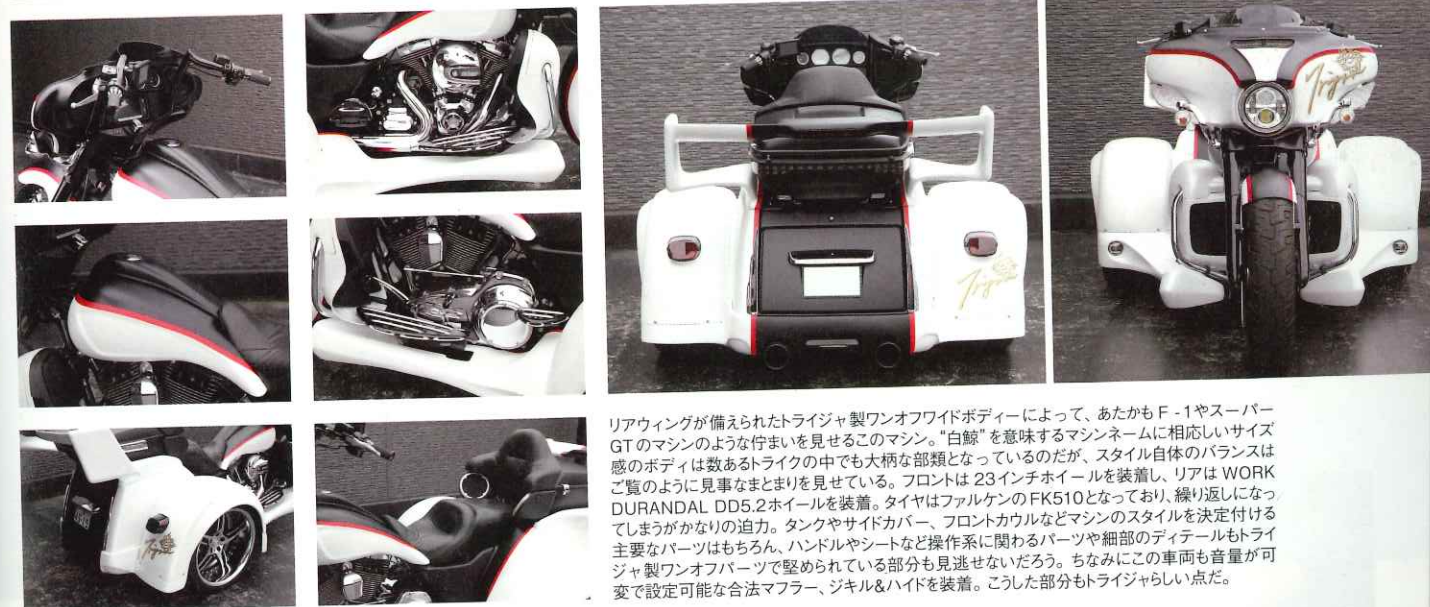 Trijya
Trijya
Trijya
リアウィングが備えられたトライジャ製ワンオフワイドボディーによって、あたかもF-1やスーパー
GTのマシンのような佇まいを見せるこのマシン。“白鯨”を意味するマシンネームに相応しいサイズ
感のボディは数あるトライクの中でも大柄な部類となっているのだが、スタイル自体のバランスは
ご覧のように見事なまとまりを見せている。フロントは23インチホイールを装着し、リアはWORK
DURANDAL DD5.2ホイールを装着。タイヤはファルケンのFK510となっており、繰り返しになっ
てしまうがかなりの迫力。タンクやサイドカバー、フロントカウルなどマシンのスタイルを決定付ける
主要なパーツはもちろん、ハンドルやシートなど操作系に関わるパーツや細部のディテールもトライ
ジャ製ワンオフパーツで堅められている部分も見逃せないだろう。ちなみにこの車両も音量が可
変で設定可能な合法マフラー、ジキル&ハイドを装着。こうした部分もトライジャらしい点だ。